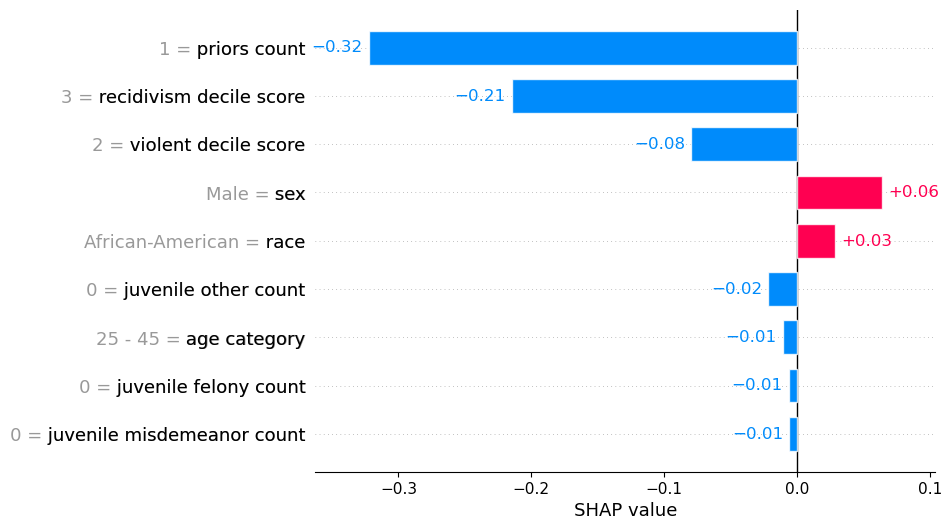 1 = priors count −0.32
3 = recidivism decile score −0.21
2 = violent decile score −0.08
Male = sex +0.06
African-American = race +0.03
0 = juvenile other count −0.02
25 - 45 = age category −0.01
0 = juvenile felony count −0.01
0 = juvenile misdemeanor count −0.01
−0.3 −0.2 −0.1 0.0 0.1
SHAP value